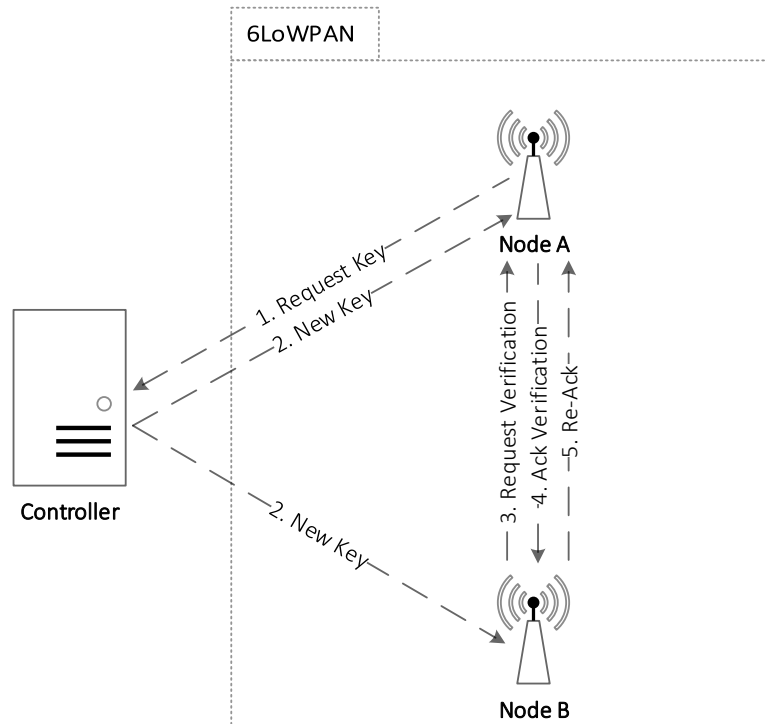 6LoWPAN
Node A
1. Request Key
2. New Key
Controller
2. New Key
3. Request Verification
4. Ack Verification
5. Re-Ack
Node B